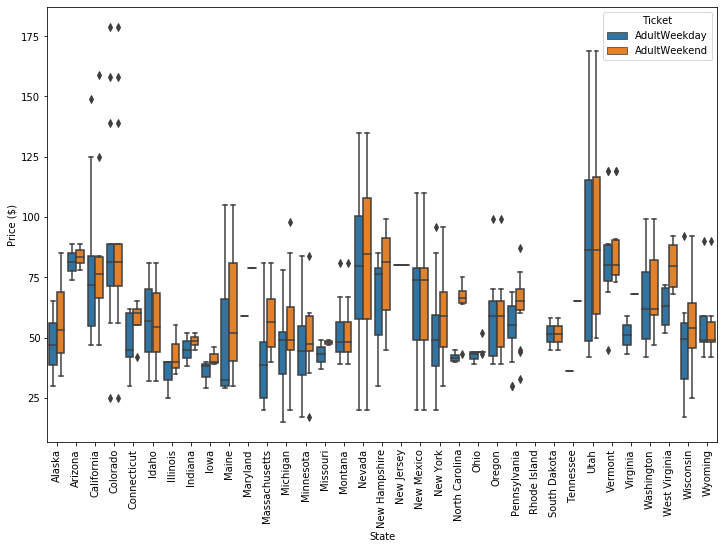 Ticket
AdultWeekday
AdultWeekend
Price ($)
175
150
125
100
75
50
25
Alaska
Arizona
California
Colorado
Connecticut
Idaho
Illinois
Indiana
Iowa
Maine
Maryland
Massachusetts
Michigan
Minnesota
Missouri
Montana
Nevada
New Hampshire
New Jersey
New Mexico
New York
North Carolina
Ohio
Oregon
Pennsylvania
Rhode Island
South Dakota
Tennessee
Utah
Vermont
Virginia
Washington
West Virginia
Wisconsin
Wyoming
State